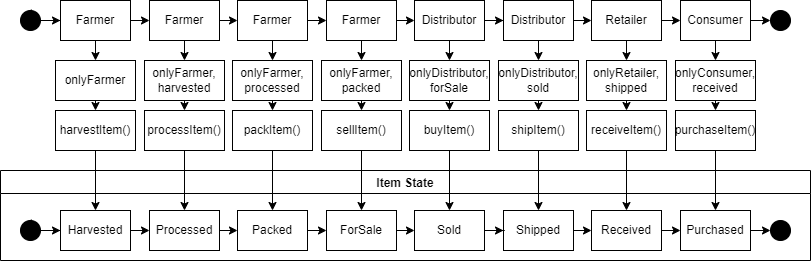 Farmer
Farmer
Farmer
Farmer
Distributor
Distributor
Retailer
Consumer
onlyFarmer
onlyFarmer,
harvested
onlyFarmer,
processed
onlyFarmer,
packed
onlyDistributor,
forSale
onlyDistributor,
sold
onlyRetailer,
shipped
onlyConsumer,
received
harvestItem()
processItem()
packItem()
sellItem()
buyItem()
shipItem()
receiveItem()
purchaseItem()
Item State
Harvested
Processed
Packed
ForSale
Sold
Shipped
Received
Purchased